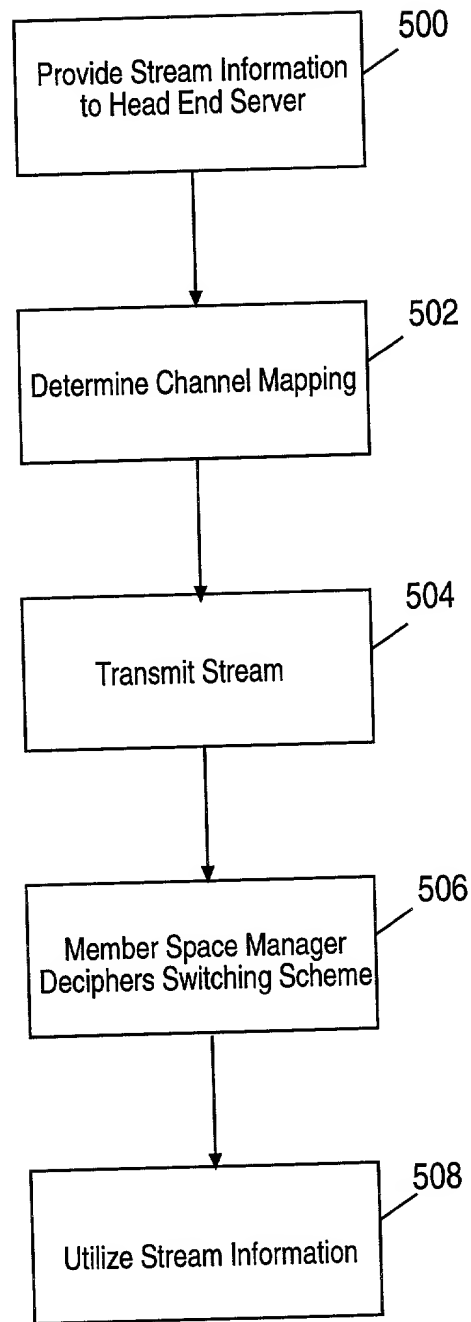 500
Provide Stream Information
to Head End Server
502
Determine Channel Mapping
504
Transmit Stream
506
Member Space Manager
Deciphers Switching Scheme
508
Utilize Stream Information